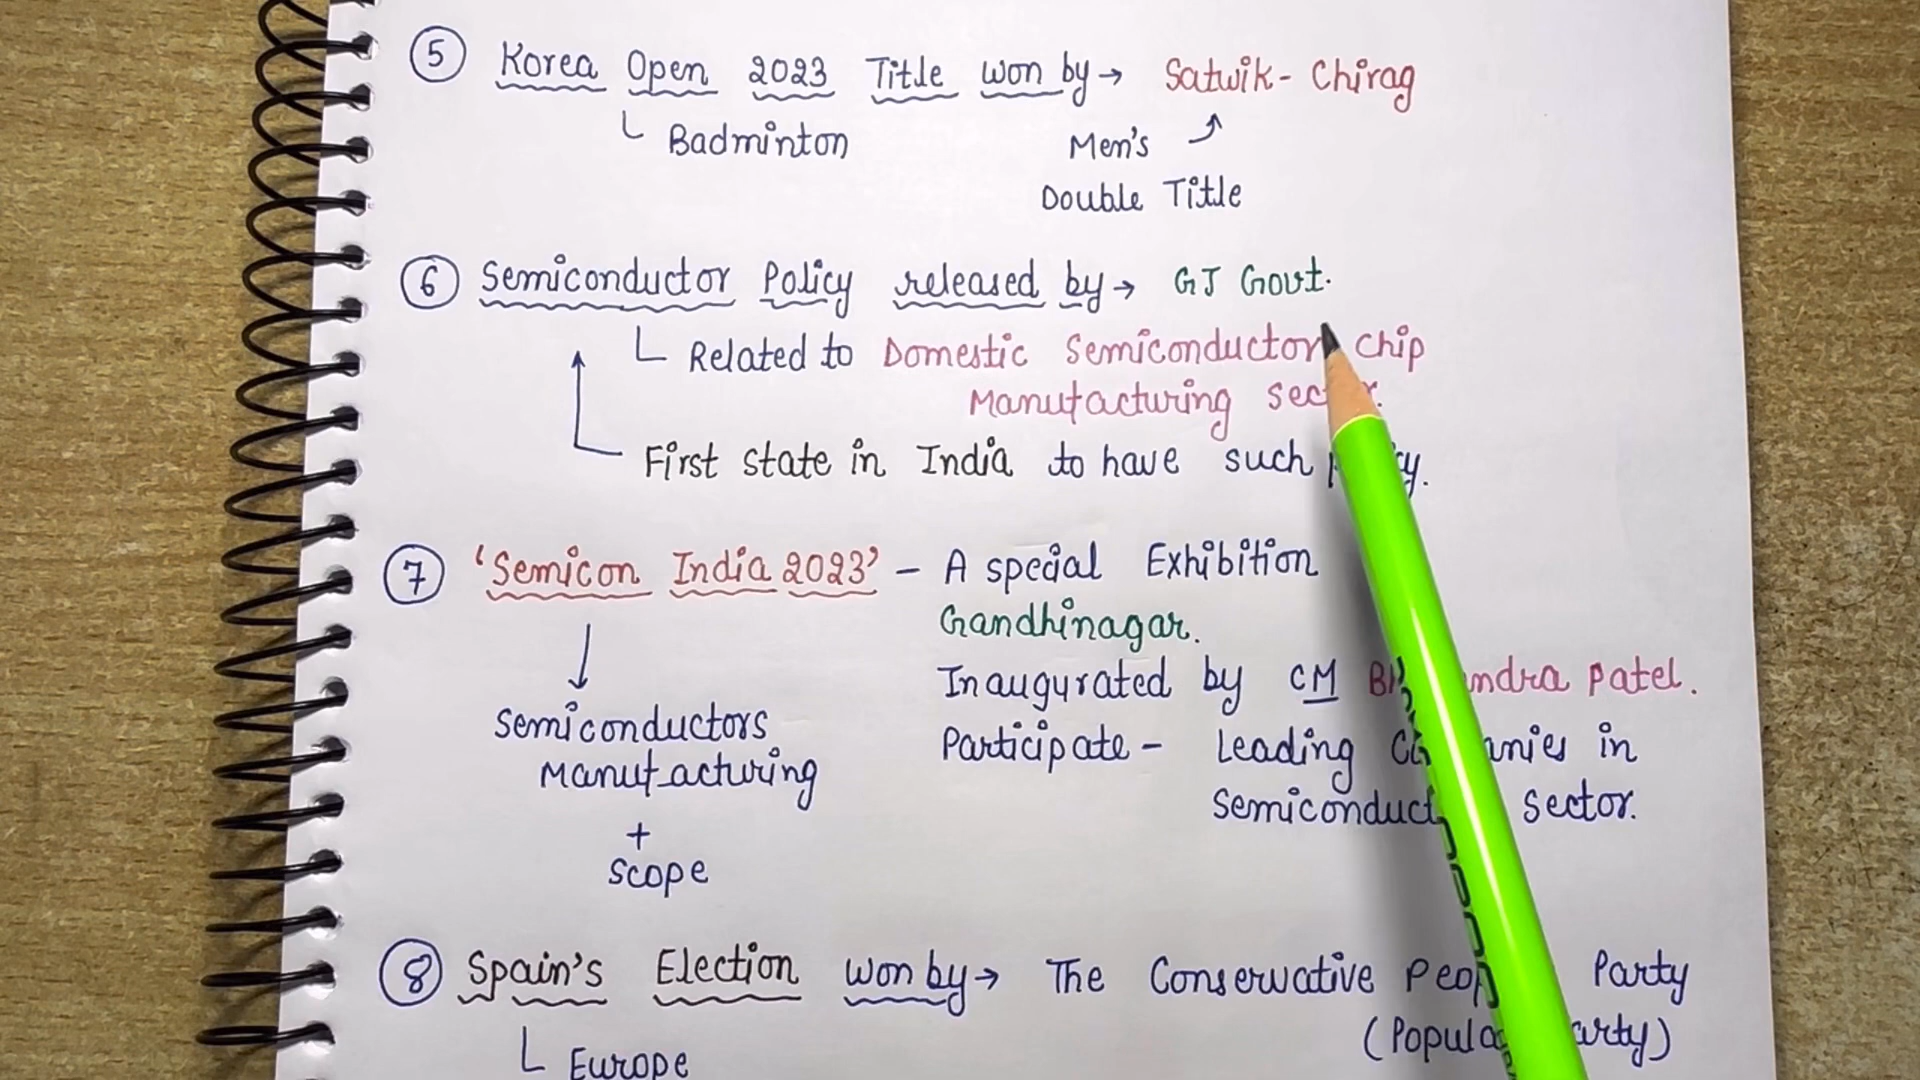 5 Korea Open 2023 Title won by → Satwik - Chirag
Badminton Men's
Double Title
6 Semiconductor Policy released by → GJ Govt.
Related to Domestic Semiconductor Chip
Manufacturing
First state in India to have such
7 'Semicon India 2023' - A special Exhibition
Gandhinagar.
Inaugurated by CM Patel.
Semiconductors
Manufacturing
+
Scope
Participate - Leading in
Sector.
8 Spain's Election won by → The Conservative Party
Europe